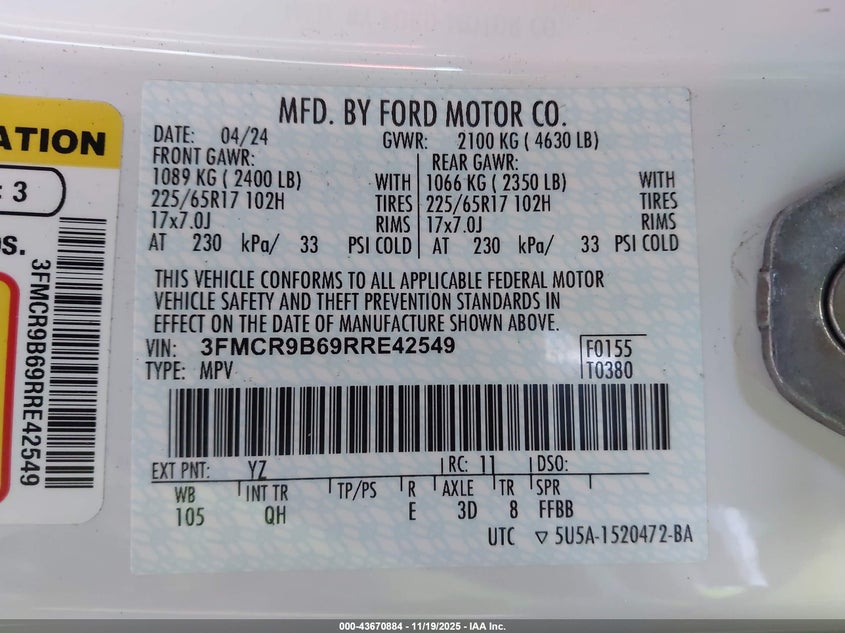 MFD. BY FORD MOTOR CO.
DATE: 04/24 GVWR: 2100 KG ( 4630 LB)
FRONT GAWR: REAR GAWR:
1089 KG ( 2400 LB) WITH 1066 KG ( 2350 LB) WITH
225/65R17 102H TIRES 225/65R17 102H TIRES
17x7.0J RIMS 17x7.0J RIMS
AT 230 kPa/ 33 PSI COLD AT 230 kPa/ 33 PSI COLD
THIS VEHICLE CONFORMS TO ALL APPLICABLE FEDERAL MOTOR
VEHICLE SAFETY AND THEFT PREVENTION STANDARDS IN
EFFECT ON THE DATE OF MANUFACTURE SHOWN ABOVE.
VIN: 3FMCR9B69RRE42549 F0155
TYPE: MPV T0380
EXT PNT: YZ RC: 11 DSO:
WB INT TR TP/PS R AXLE TR SPR
105 QH E 3D 8 FFBB
UTC ▽ 5U5A-1520472-BA
ATION
: 3
os.
3FMCR9B69RRE42549
000-43670884 - 11/19/2025 - IAA Inc.